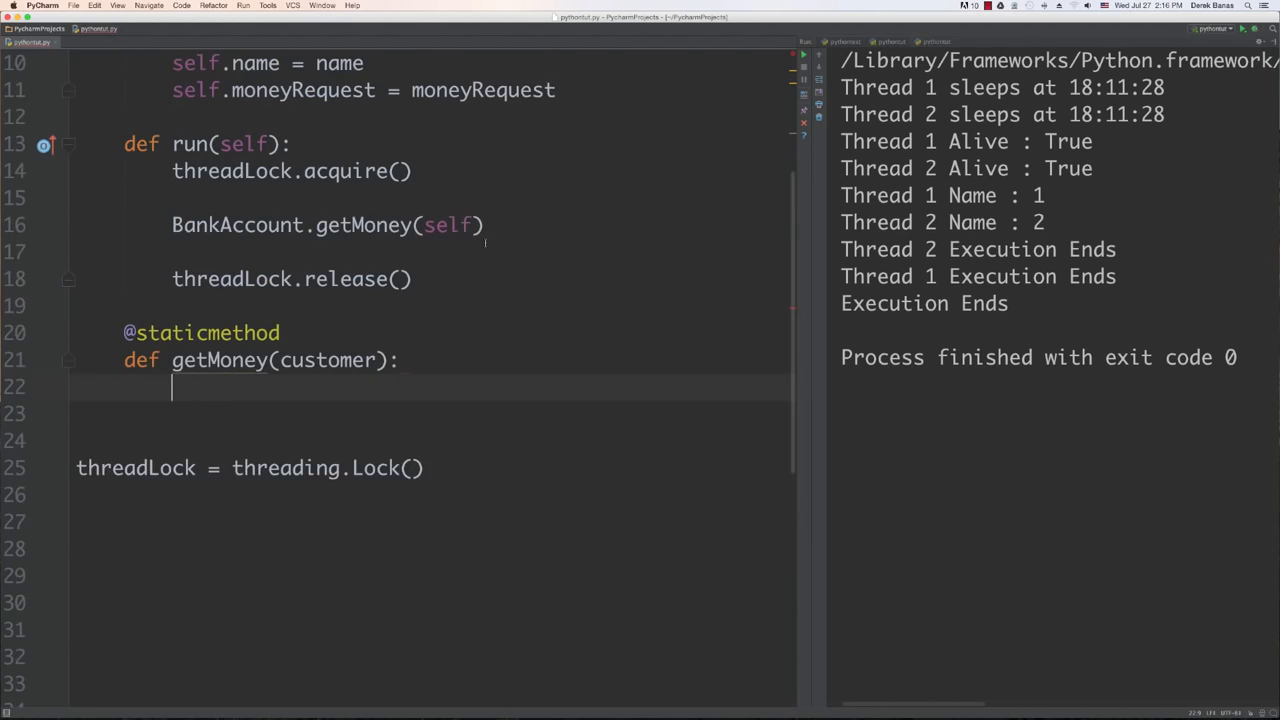 PyCharm File Edit View Navigate Code Refactor Run Tools VCS Window Help 10 Wed Jul 27 2:16 PM Derek Banas
pythontut.py - PycharmProjects - [~/PycharmProjects]
PycharmProjects pythontut.py pythontut
pythontut.py Run: pythontest pythontut pythontut
10 self.name = name
11 self.moneyRequest = moneyRequest
12
13 def run(self):
14 threadLock.acquire()
15
16 BankAccount.getMoney(self)
17
18 threadLock.release()
19
20 @staticmethod
21 def getMoney(customer):
22
23
24
25 threadLock = threading.Lock()
26
27
28
29
30
31
32
33
34
/Library/Frameworks/Python.framework/
Thread 1 sleeps at 18:11:28
Thread 2 sleeps at 18:11:28
Thread 1 Alive : True
Thread 2 Alive : True
Thread 1 Name : 1
Thread 2 Name : 2
Thread 2 Execution Ends
Thread 1 Execution Ends
Execution Ends
Process finished with exit code 0
22:9 LF‡ UTF-8‡